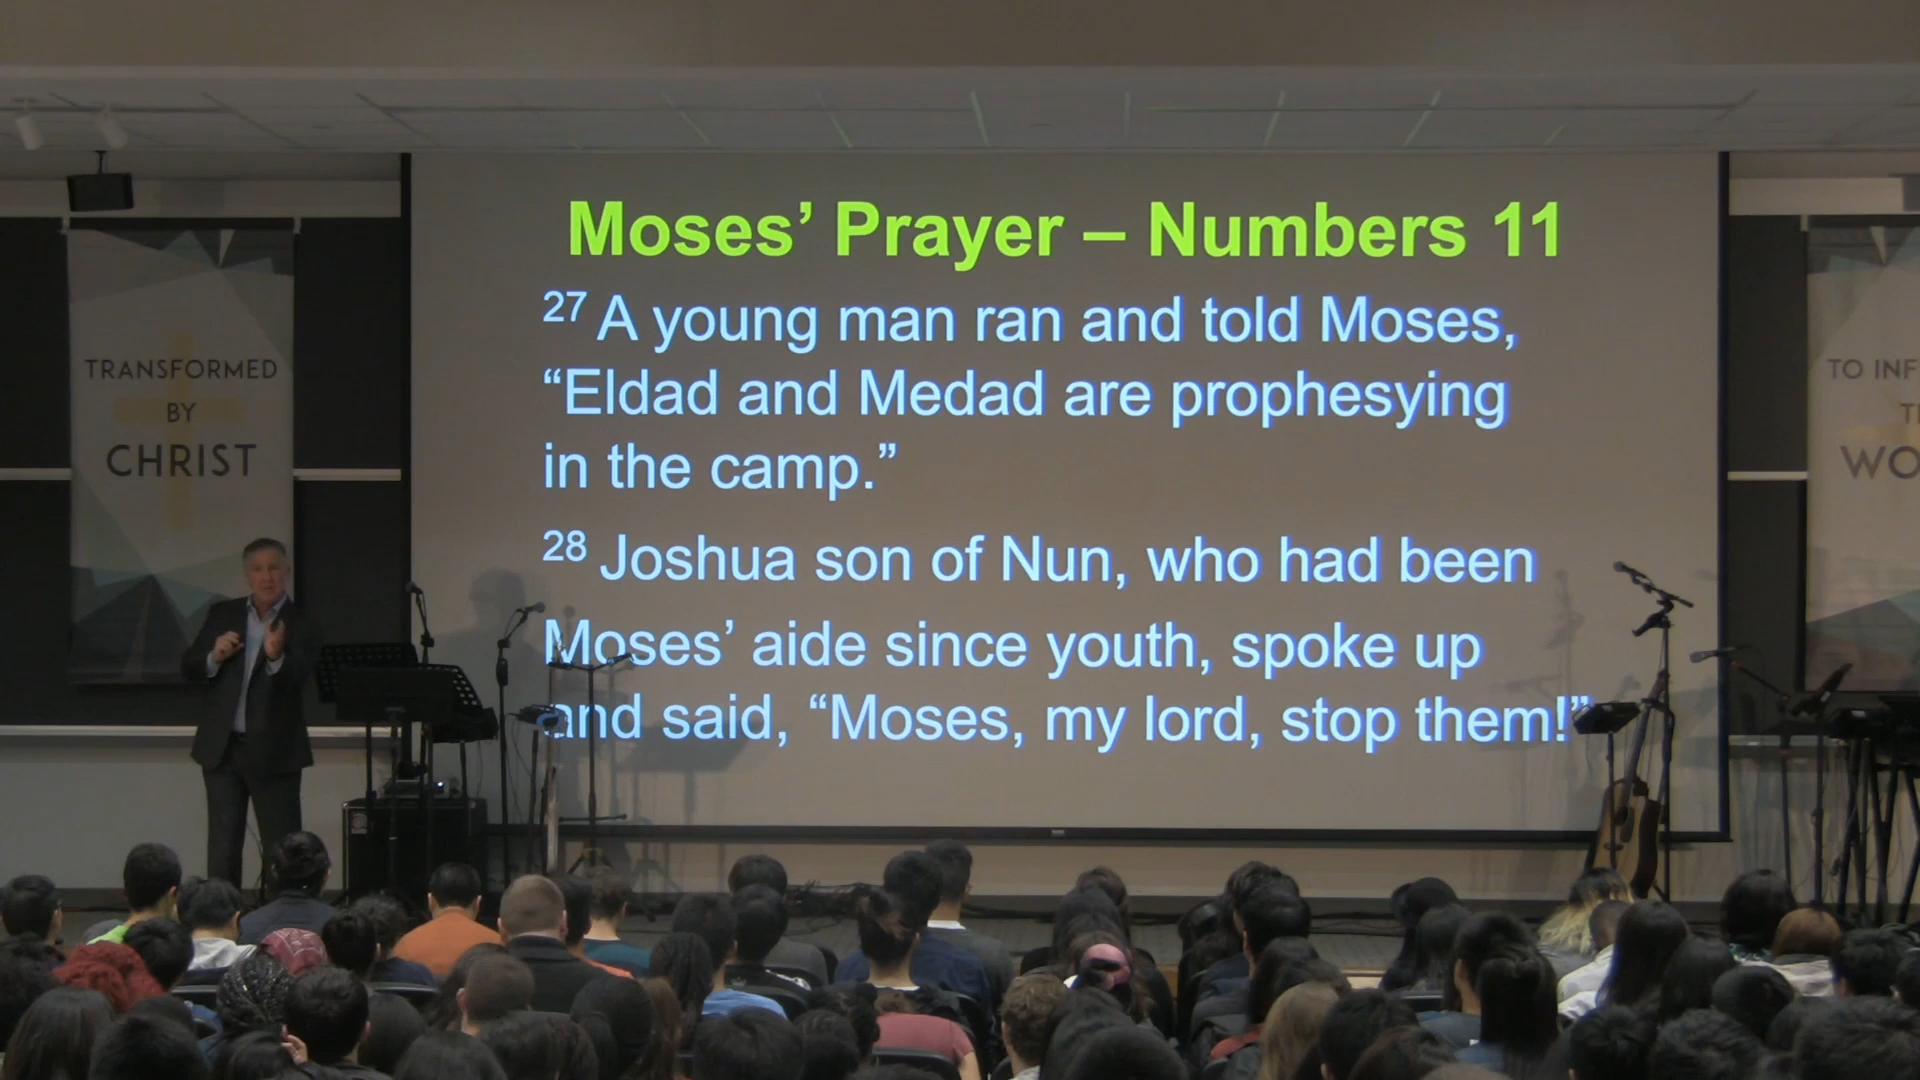 Moses’ Prayer – Numbers 11
27 A young man ran and told Moses,
“Eldad and Medad are prophesying
in the camp.”
28 Joshua son of Nun, who had been
Moses’ aide since youth, spoke up
and said, “Moses, my lord, stop them!”
TRANSFORMED
BY
CHRIST
TO